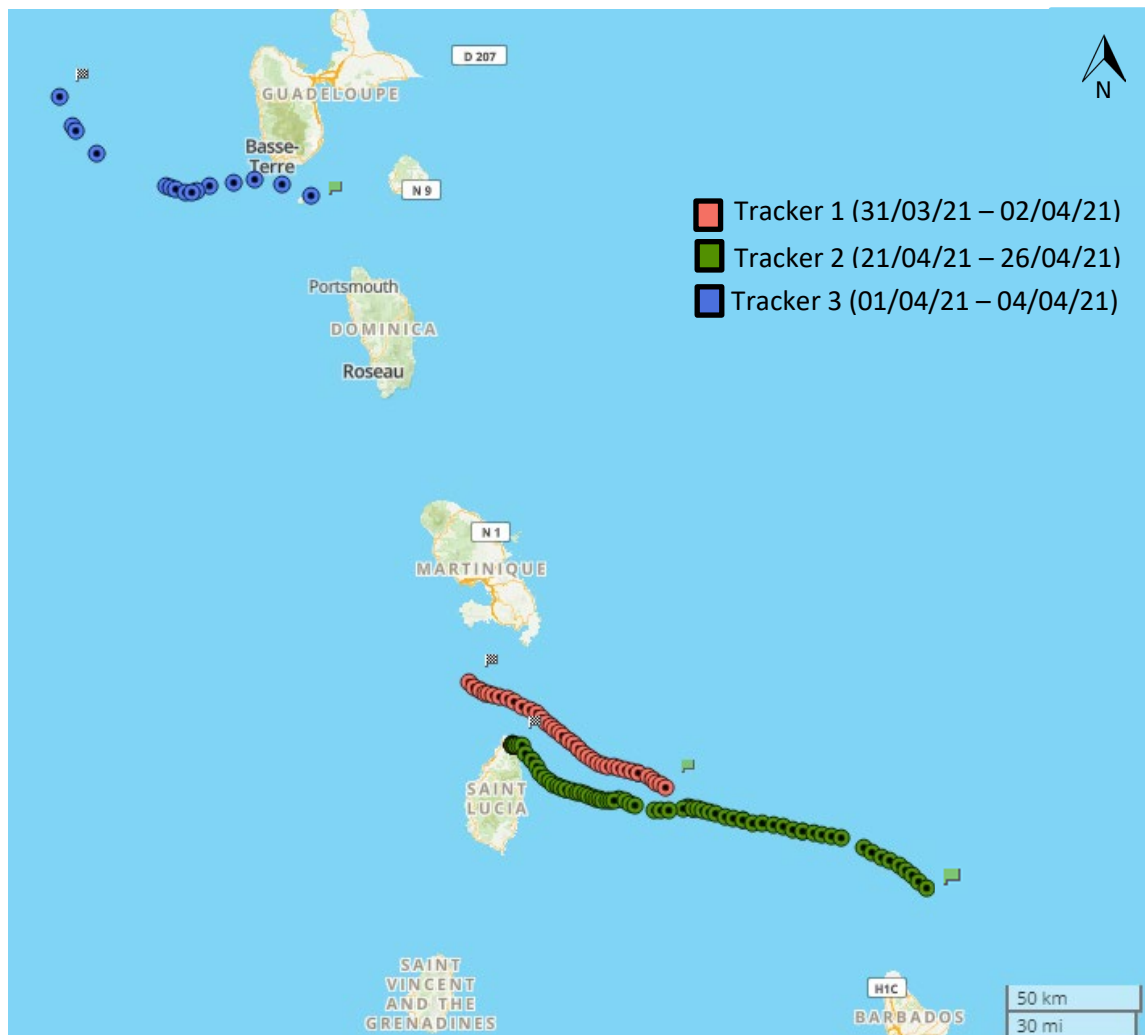 D 207
GUADELOUPE
N
Basse-
Terre
N 9
Tracker 1 (31/03/21 – 02/04/21)
Tracker 2 (21/04/21 – 26/04/21)
Tracker 3 (01/04/21 – 04/04/21)
Portsmouth
DOMINICA
Roseau
N 1
MARTINIQUE
SAINT
LUCIA
SAINT
VINCENT
AND THE
GRENADINES
H1C
BARBADOS
50 km
30 mi